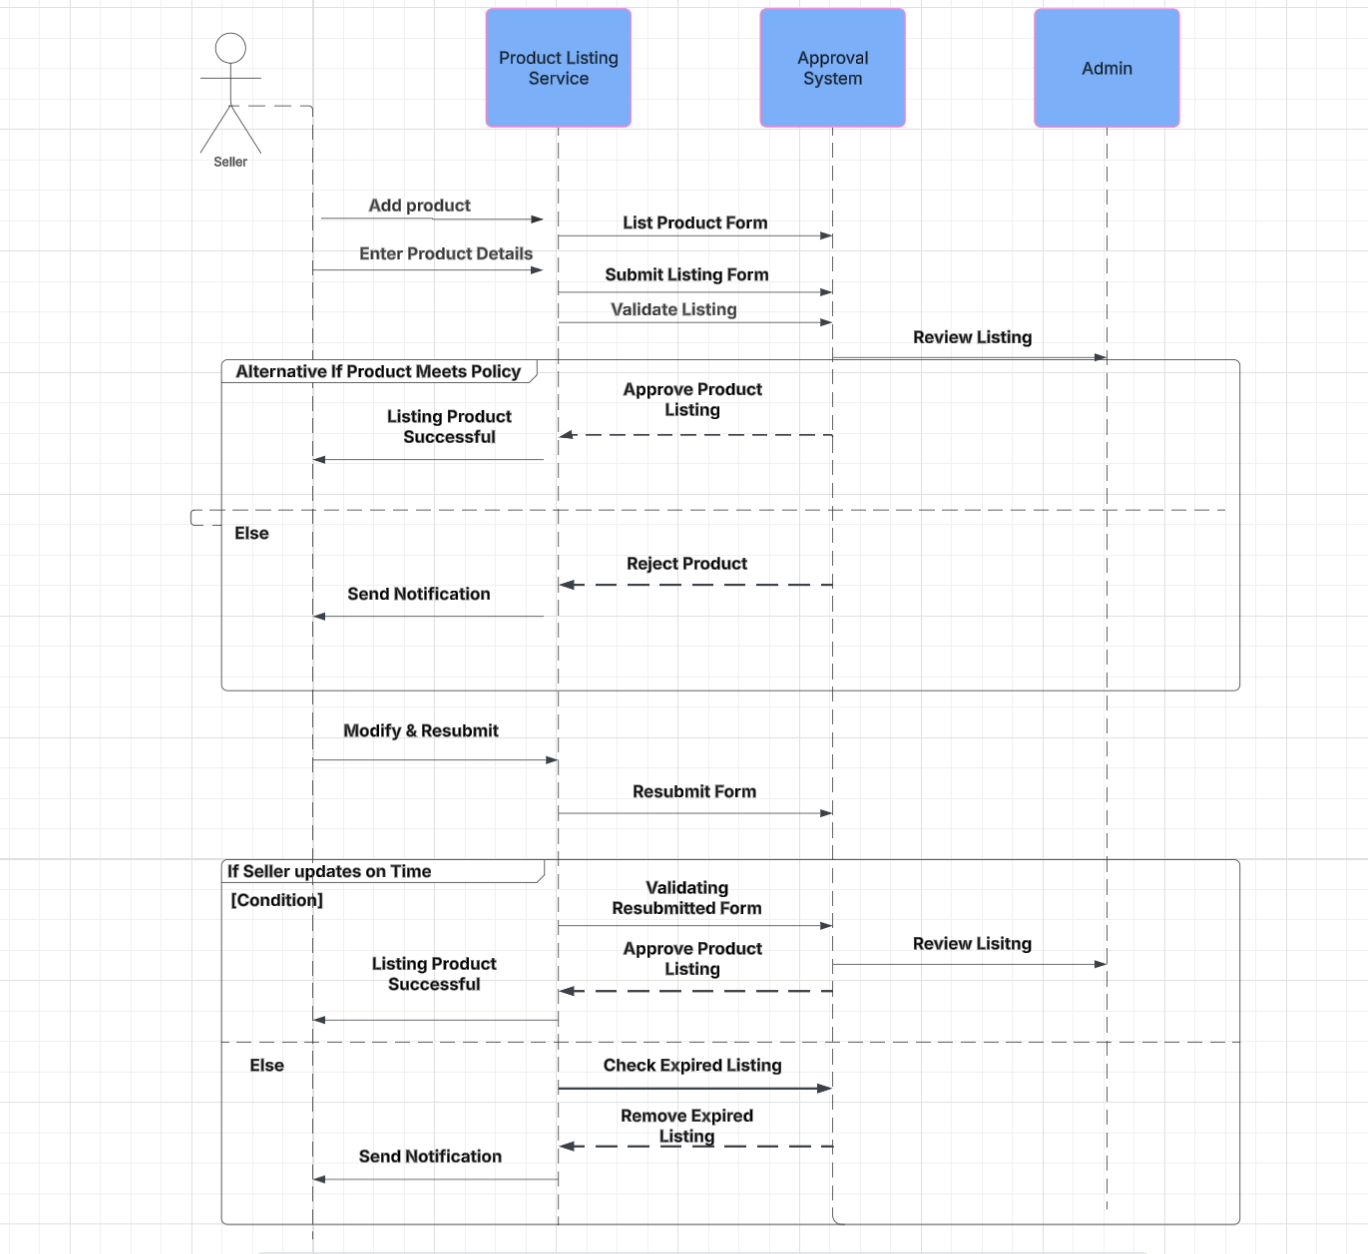 Product Listing
Service
Approval
System
Admin
Seller
Add product
List Product Form
Enter Product Details
Submit Listing Form
Validate Listing
Review Listing
Alternative If Product Meets Policy
Approve Product
Listing
Listing Product
Successful
Else
Reject Product
Send Notification
Modify & Resubmit
Resubmit Form
If Seller updates on Time
[Condition]
Validating
Resubmitted Form
Review Lisitng
Approve Product
Listing
Listing Product
Successful
Else
Check Expired Listing
Remove Expired
Listing
Send Notification